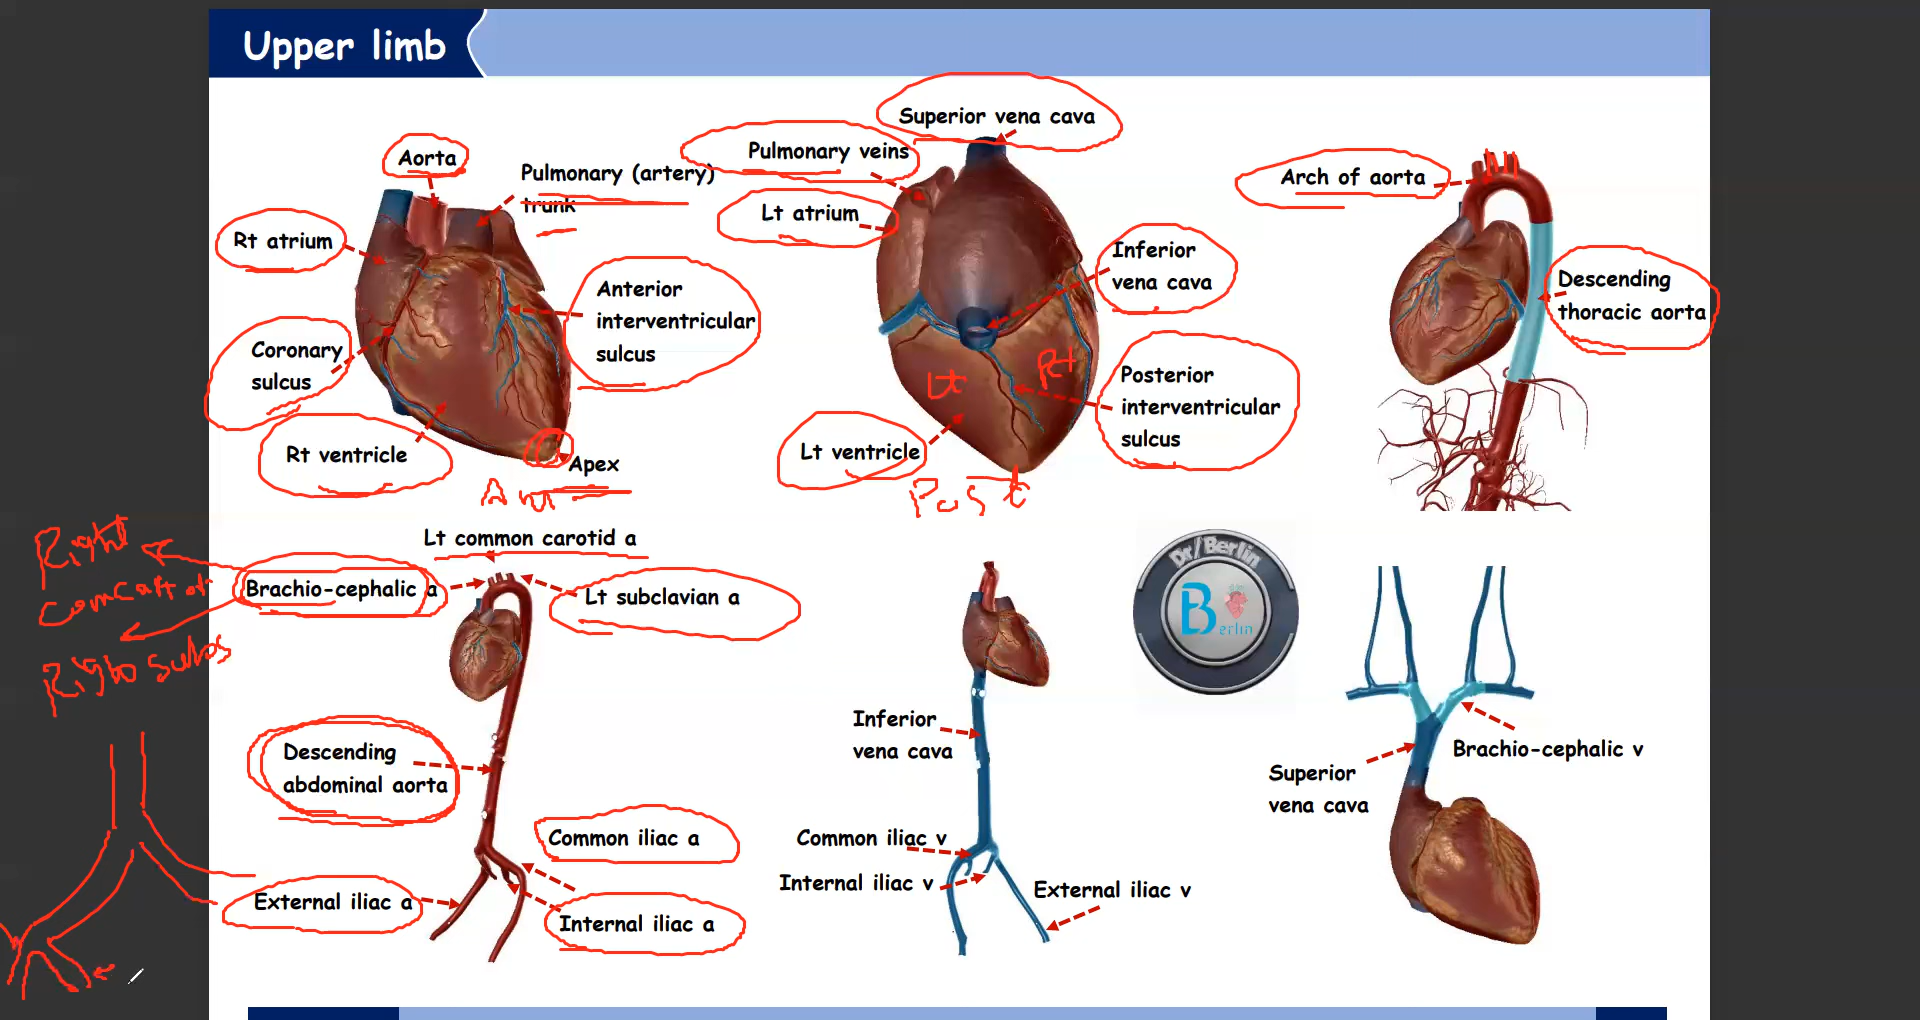 Upper limb
Superior vena cava
Aorta
Pulmonary veins
Pulmonary (artery)
trunk
Arch of aorta
Lt atrium
Rt atrium
Inferior
vena cava
Anterior
interventricular
sulcus
Descending
thoracic aorta
Coronary
sulcus
Lt
Rt
Posterior
interventricular
sulcus
Rt ventricle
Lt ventricle
Apex
Post
Lt common carotid a
Right
Brachio-cephalic a
Lt subclavian a
Dr/Berlin
B
erlin
Inferior
vena cava
Descending
abdominal aorta
Brachio-cephalic v
Superior
vena cava
Common iliac a
Common iliac v
Internal iliac v
External iliac v
External iliac a
Internal iliac a